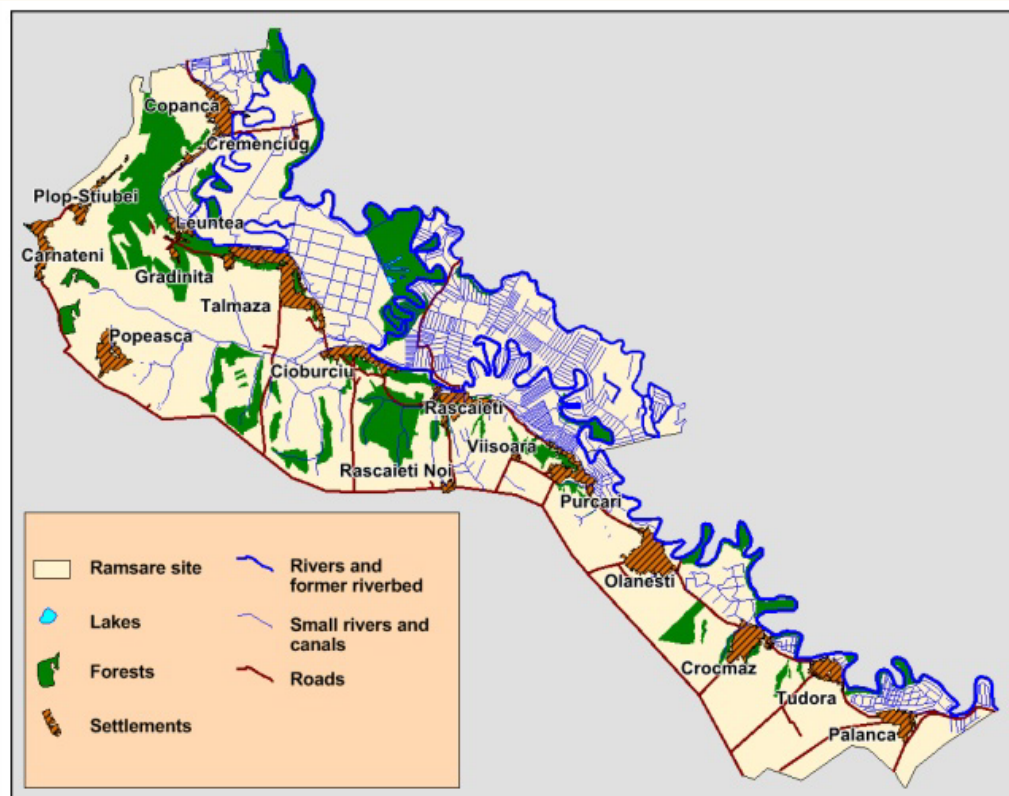 Copanca
Cremenciug
Plop-Stiubei
Leuntea
Carnateni
Gradinita
Talmaza
Popeasca
Cioburciu
Rascaieti
Viisoara
Rascaieti Noi
Purcari
Olanesti
Crocmaz
Tudora
Palanca
Ramsare site
Lakes
Forests
Settlements
Rivers and
former riverbed
Small rivers and
canals
Roads